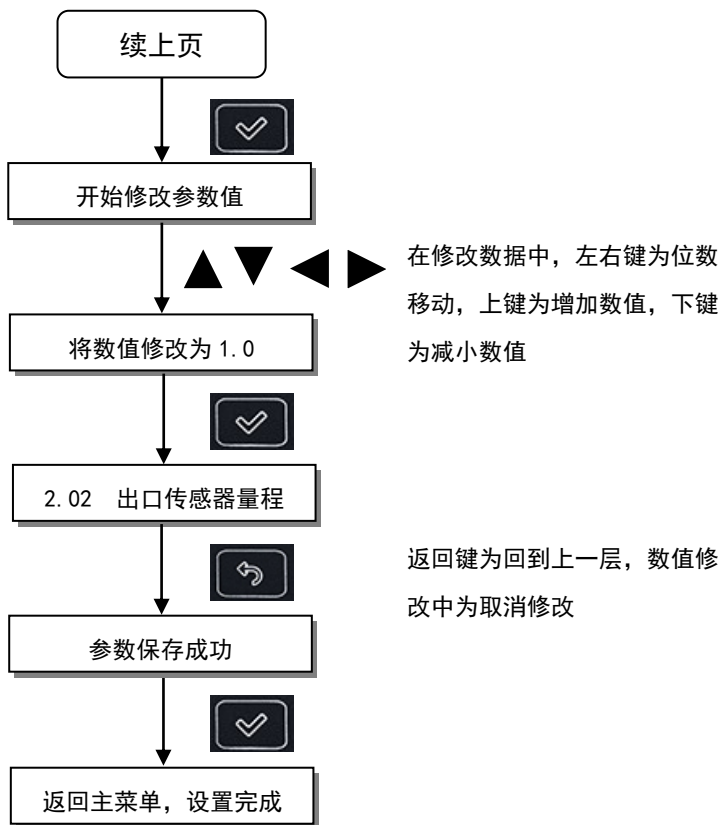 续上页
开始修改参数值
在修改数据中，左右键为位数
移动，上键为增加数值，下键
为减小数值
将数值修改为 1.0
2.02 出口传感器量程
返回键为回到上一层，数值修
改中为取消修改
参数保存成功
返回主菜单，设置完成